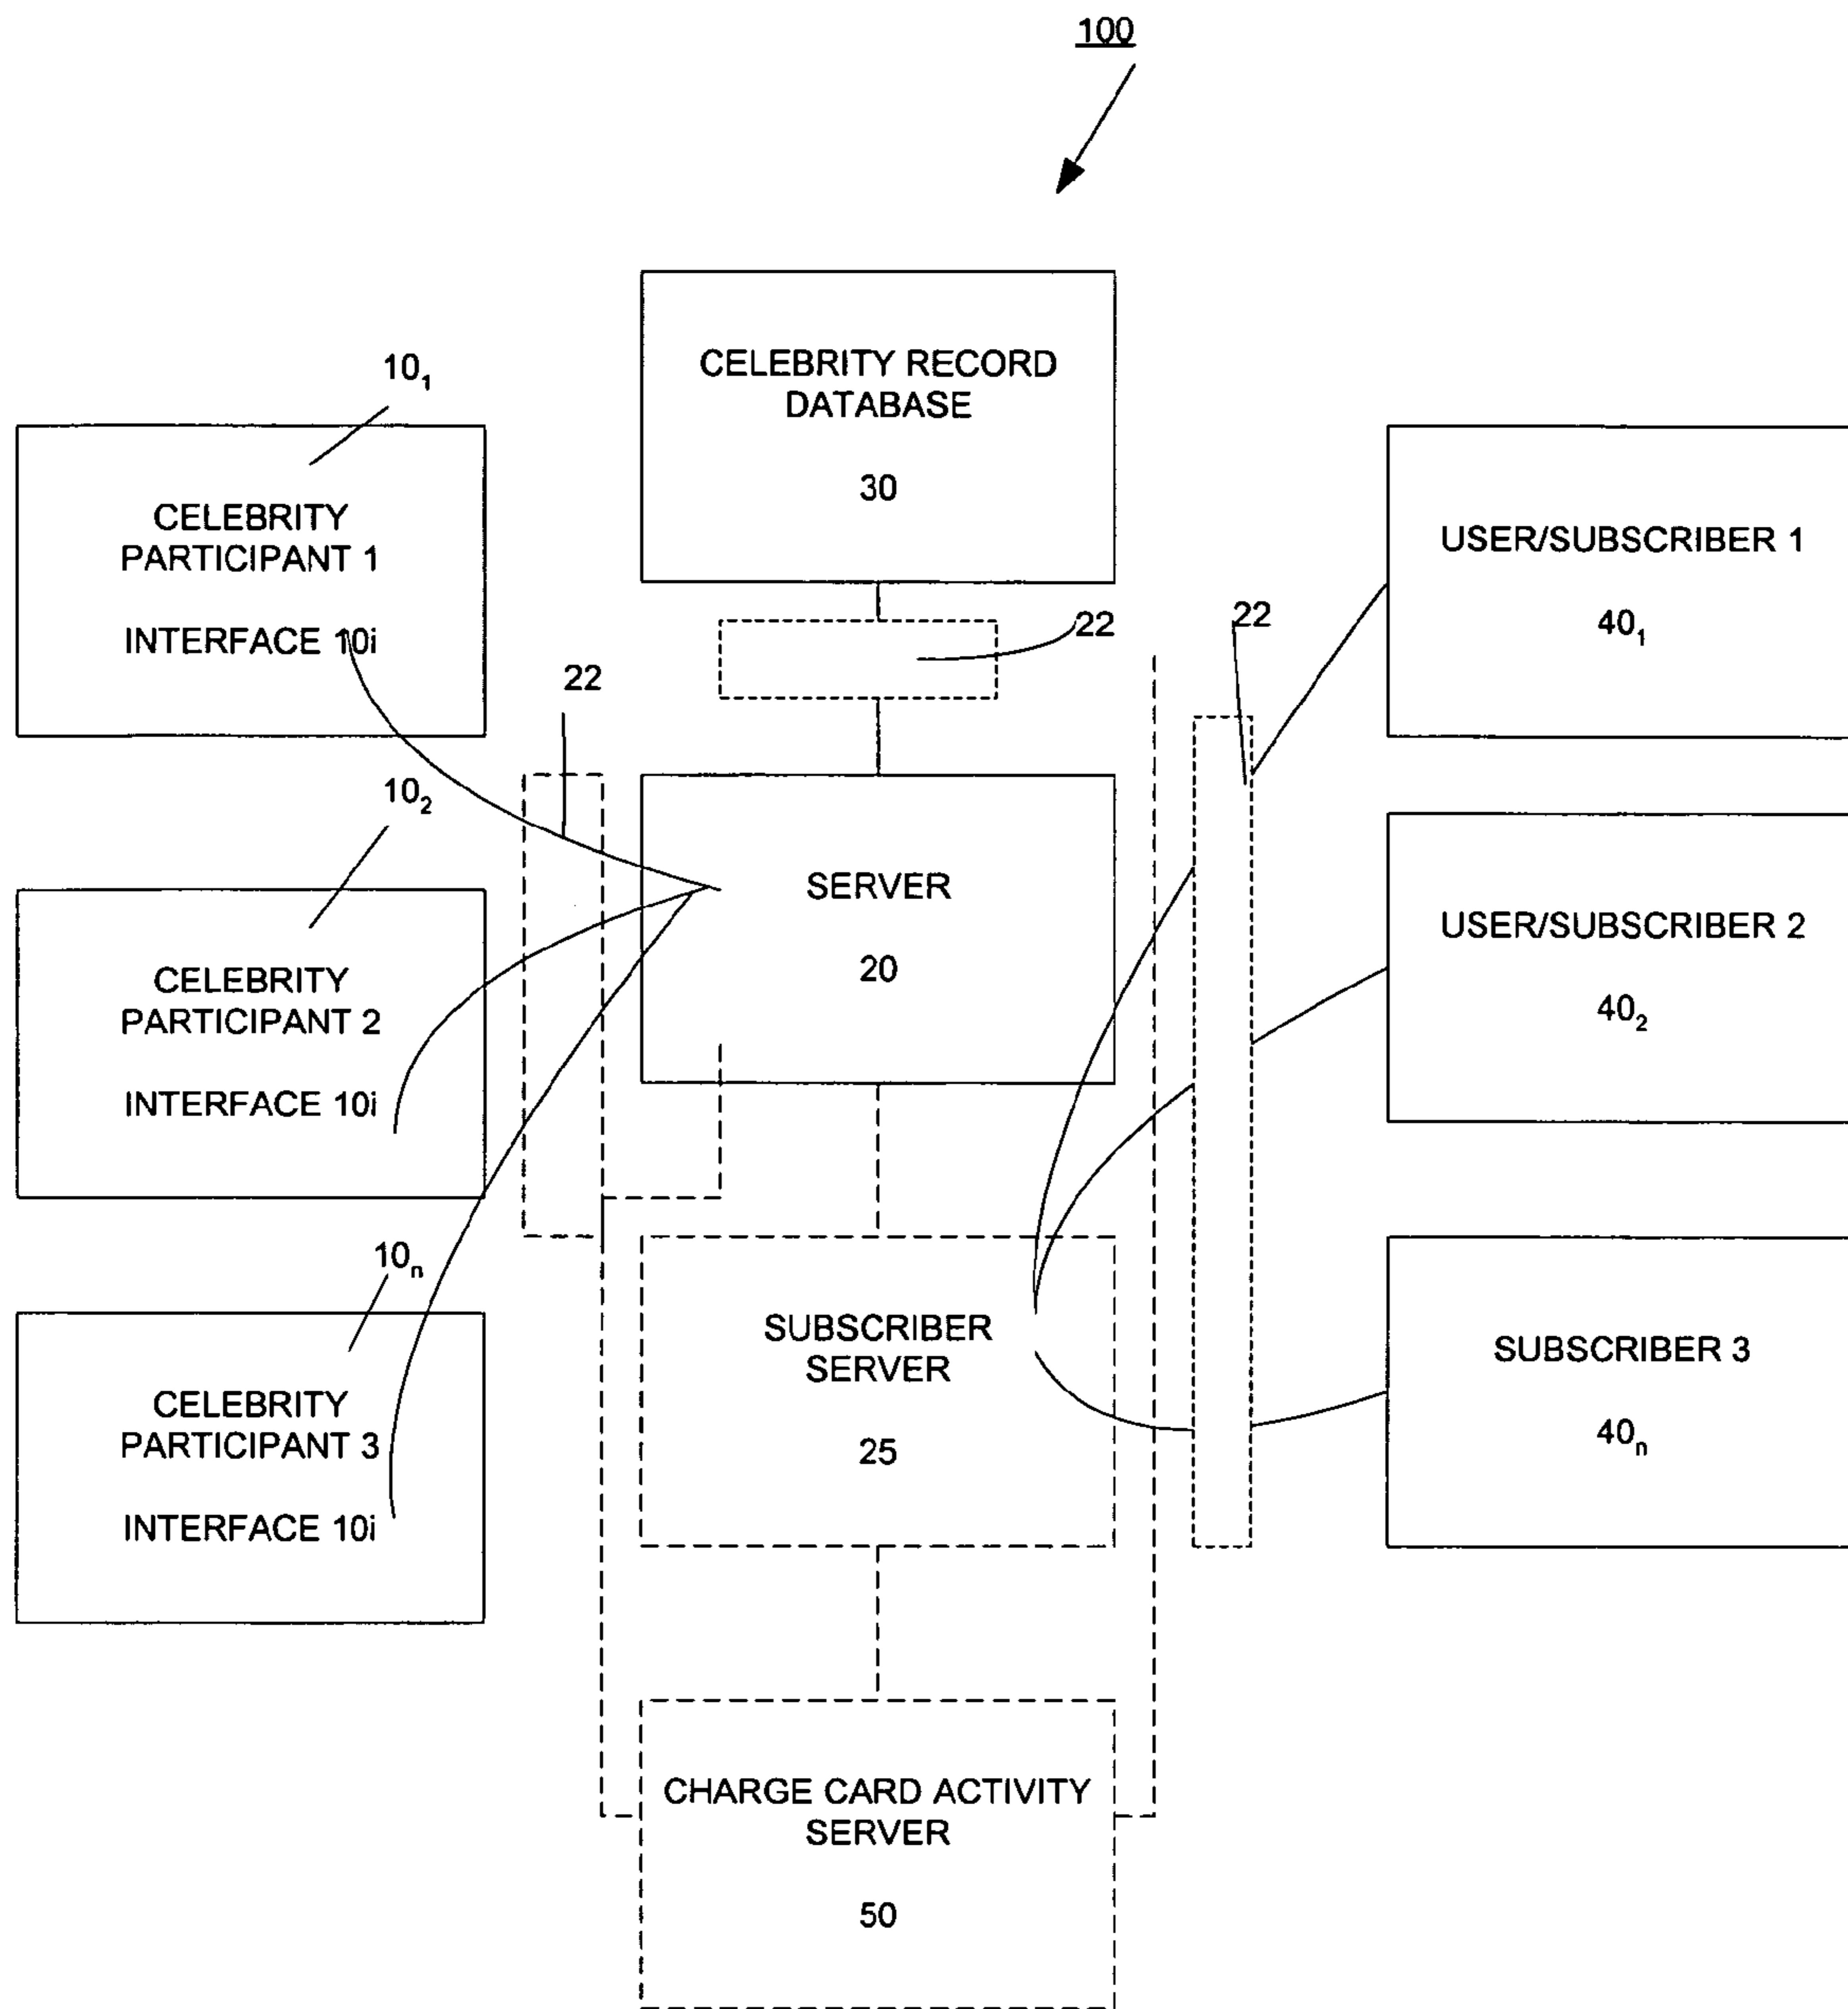 100
CELEBRITY RECORD
DATABASE
30
10₁
CELEBRITY
PARTICIPANT 1
INTERFACE 10i
22
22
22
USER/SUBSCRIBER 1
40₁
10₂
CELEBRITY
PARTICIPANT 2
INTERFACE 10i
SERVER
20
USER/SUBSCRIBER 2
40₂
10ₙ
CELEBRITY
PARTICIPANT 3
INTERFACE 10i
SUBSCRIBER
SERVER
25
SUBSCRIBER 3
40ₙ
CHARGE CARD ACTIVITY
SERVER
50